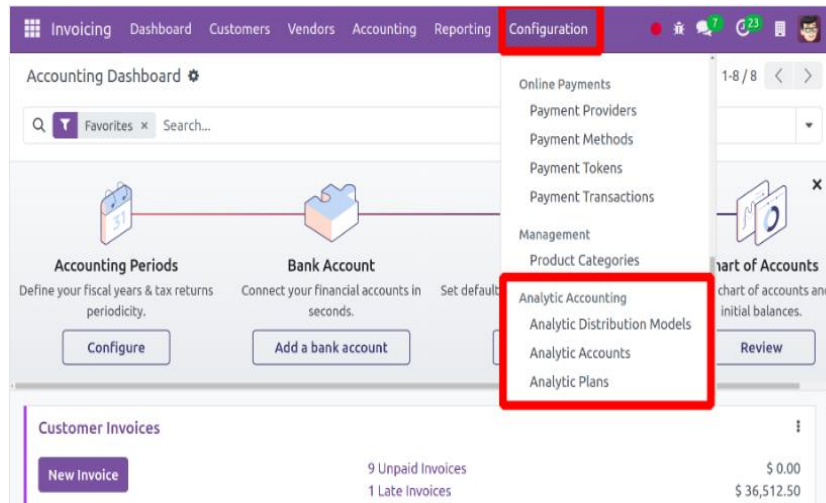 Invoicing Dashboard Customers Vendors Accounting Reporting Configuration 7 23
Accounting Dashboard
1-8 / 8
Favorites × Search...
Online Payments
Payment Providers
Payment Methods
Payment Tokens
Payment Transactions
Management
Product Categories
Analytic Accounting
Analytic Distribution Models
Analytic Accounts
Analytic Plans
31
Accounting Periods
Define your fiscal years & tax returns
periodicity.
Configure
Bank Account
Connect your financial accounts in
seconds.
Add a bank account
Set default
art of Accounts
chart of accounts an
initial balances.
Review
Customer Invoices
New Invoice
9 Unpaid Invoices $ 0.00
1 Late Invoices $ 36,512.50